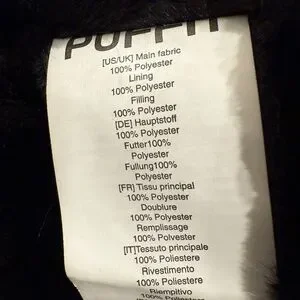 PUFFIT
[US/UK] Main fabric
100% Polyester
Lining
100% Polyester
Filling
100% Polyester
[DE] Hauptstoff
100% Polyester
Futter100%
Polyester
Fullung100%
Polyester
[FR] Tissu principal
100% Polyester
Doublure
100% Polyester
Remplissage
100% Polyester
[IT]Tessuto principale
100% Poliestere
Rivestimento
100% Poliestere
Riempitivo
100% Poliestere